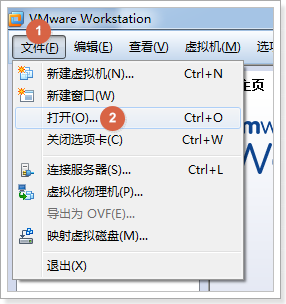 VMware Workstation
1
文件(F) 编辑(E) 查看(V) 虚拟机(M)
新建虚拟机(N)... Ctrl+N
主页
新建窗口(W)
打开(O)... 2 Ctrl+O
关闭选项卡(C) Ctrl+W
连接服务器(S)... Ctrl+L
虚拟化物理机(P)...
导出为 OVF(E)...
映射虚拟磁盘(M)...
退出(X)